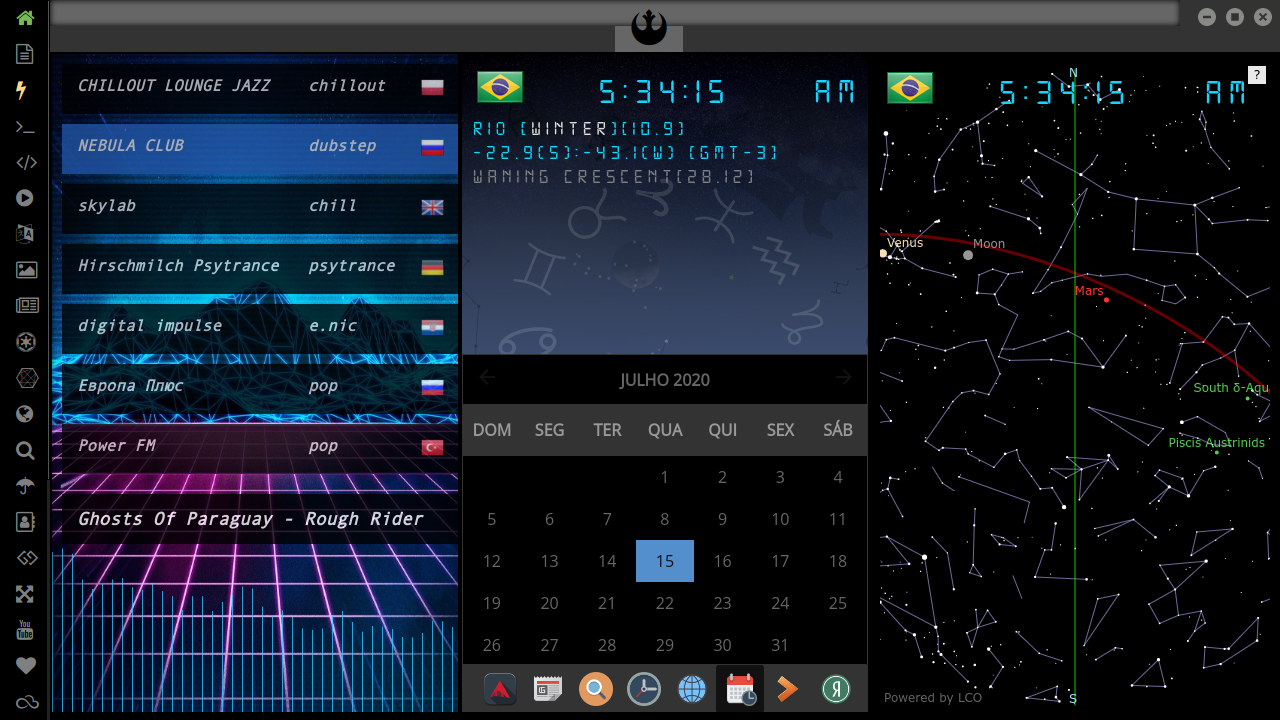 CHILLOUT LOUNGE JAZZ chillout
NEBULA CLUB dubstep
skylab chill
Hirschmilch Psytrance psytrance
digital impulse e.nic
Европа Плюс pop
Power FM pop
Ghosts Of Paraguay - Rough Rider
You
Tube
5:34:15 AM
RIO [WINTER][10.9]
-22.9(S):-43.1(W) [GMT-3]
WANING CRESCENT[28.12]
JULHO 2020
DOM SEG TER QUA QUI SEX SÁB
1 2 3 4
5 6 7 8 9 10 11
12 13 14 15 16 17 18
19 20 21 22 23 24 25
26 27 28 29 30 31
Я
5:34:15 AM
N
?
Venus
Moon
Mars
South δ-Aqu
Piscis Austrinids
Powered by LCO
S